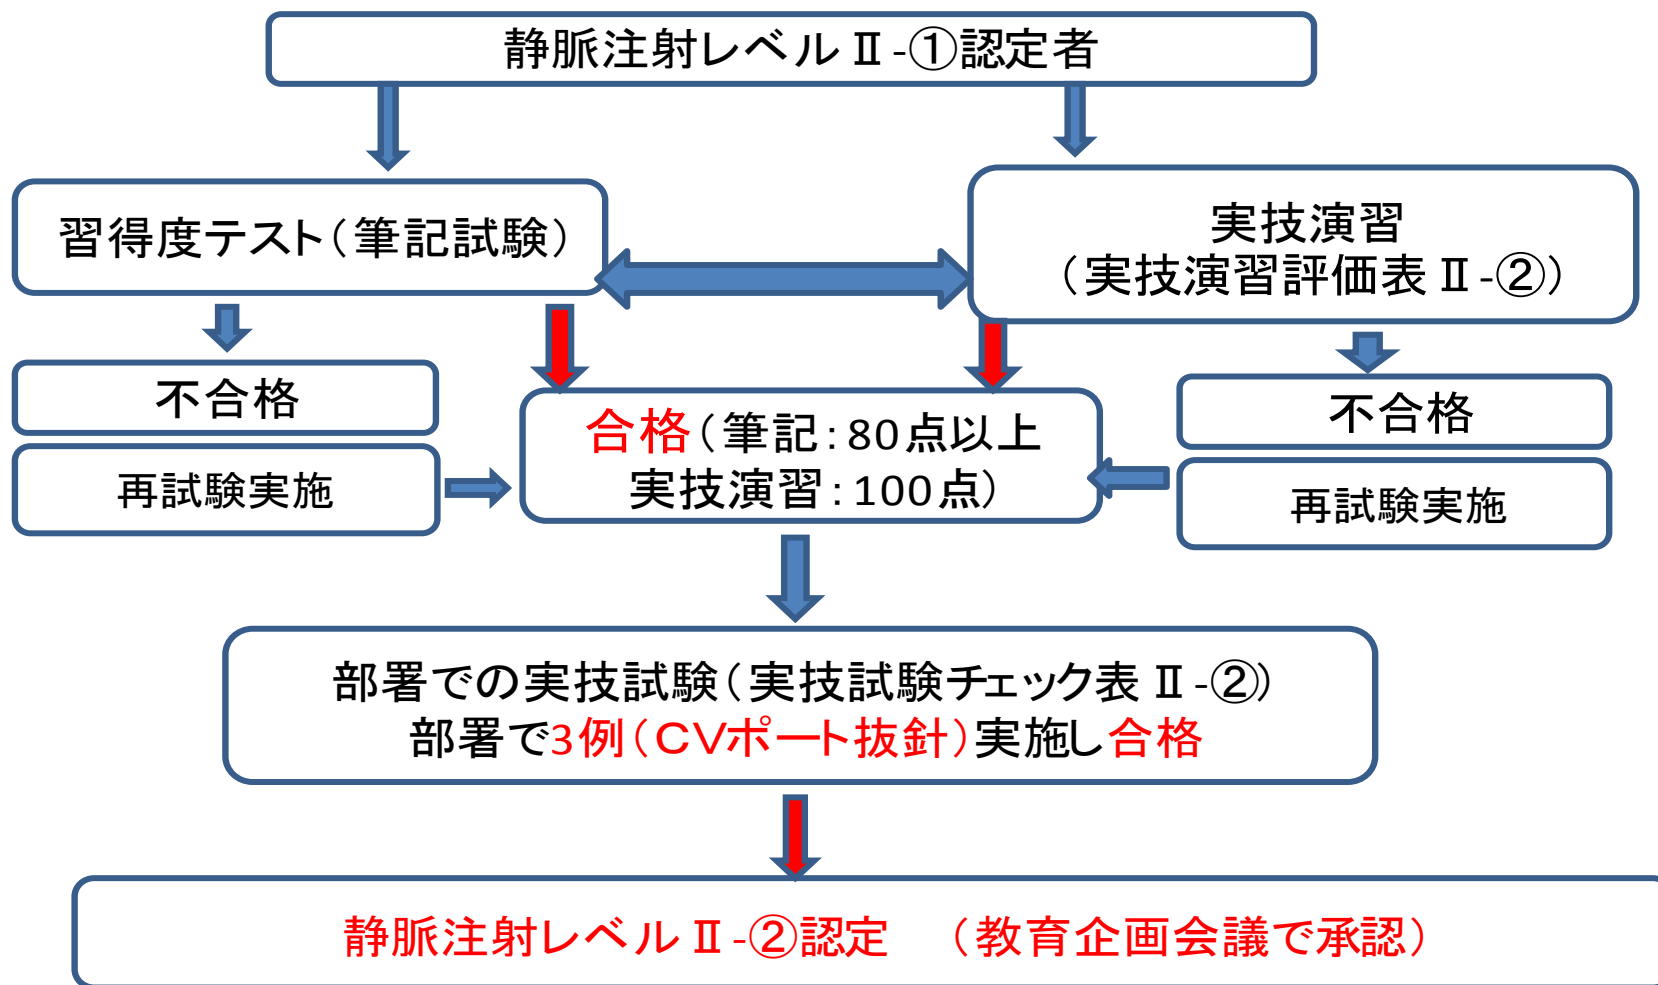 静脈注射レベルⅡ-①認定者
習得度テスト（筆記試験）
実技演習
（実技演習評価表Ⅱ-②）
不合格
再試験実施
合格（筆記：80点以上
実技演習：100点）
不合格
再試験実施
部署での実技試験（実技試験チェック表Ⅱ-②）
部署で3例（CVポート抜針）実施し合格
静脈注射レベルⅡ-②認定　（教育企画会議で承認）